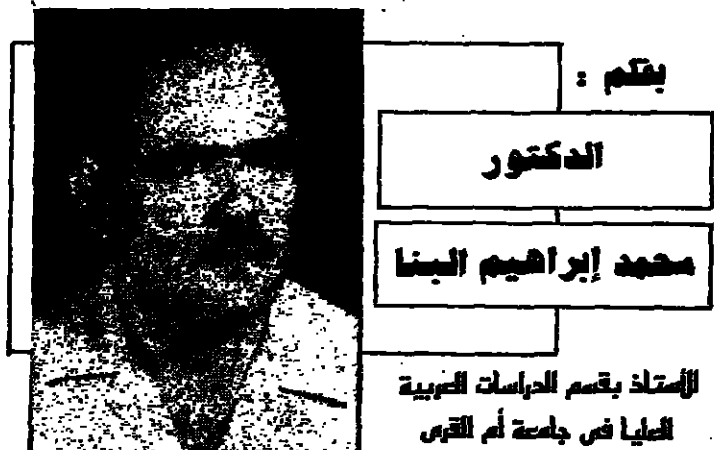 بقلم :
الدكتور
محمد إبراهيم البنا
الأستاذ بقسم الدراسات العربية
العليا في جامعة أم القرى